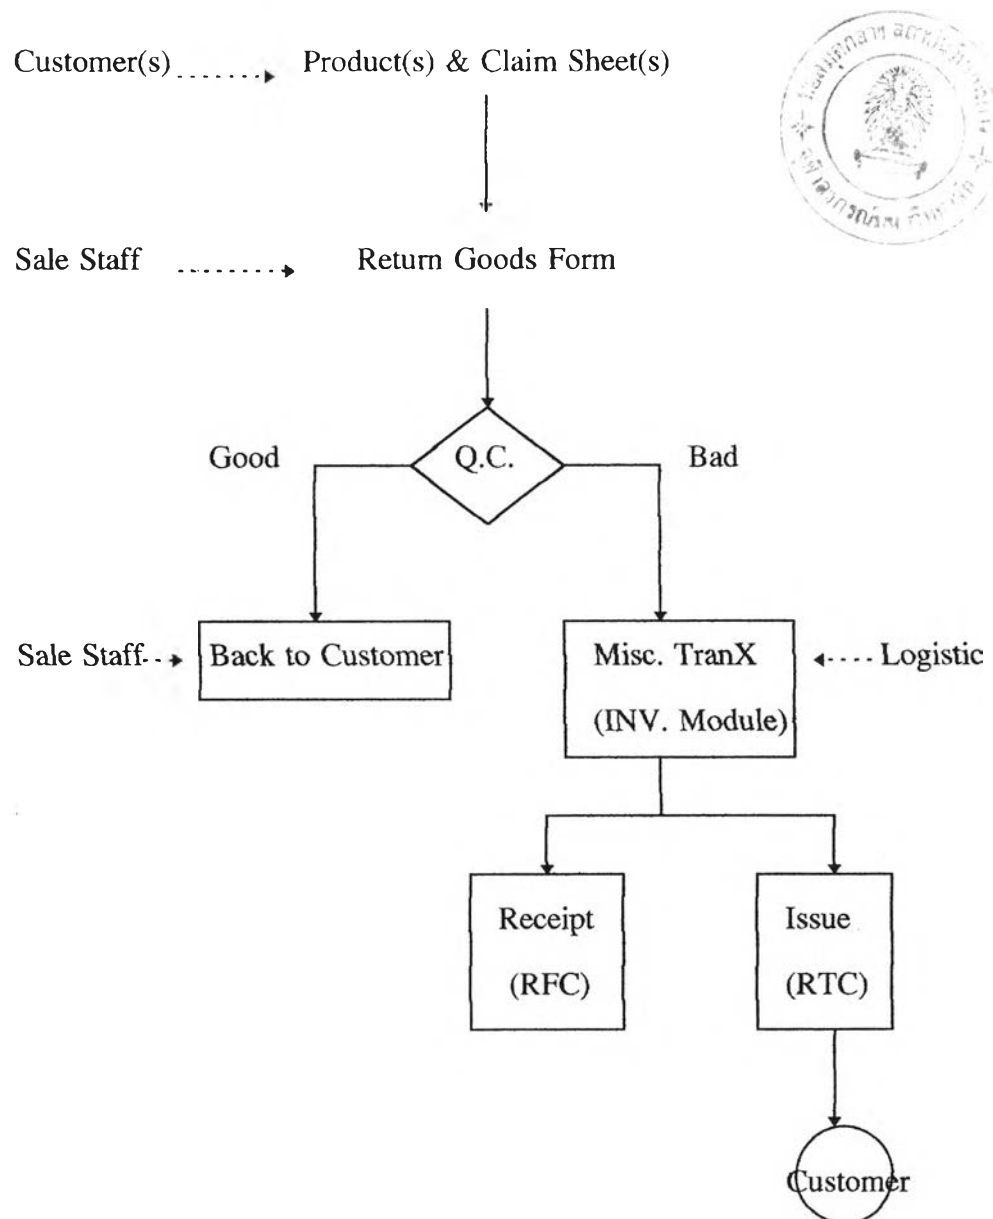 Customer(s)
Product(s) & Claim Sheet(s)
Sale Staff
Return Goods Form
Good
Q.C.
Bad
Sale Staff
Back to Customer
Misc. TranX
(INV. Module)
Logistic
Receipt
(RFC)
Issue
(RTC)
Customer